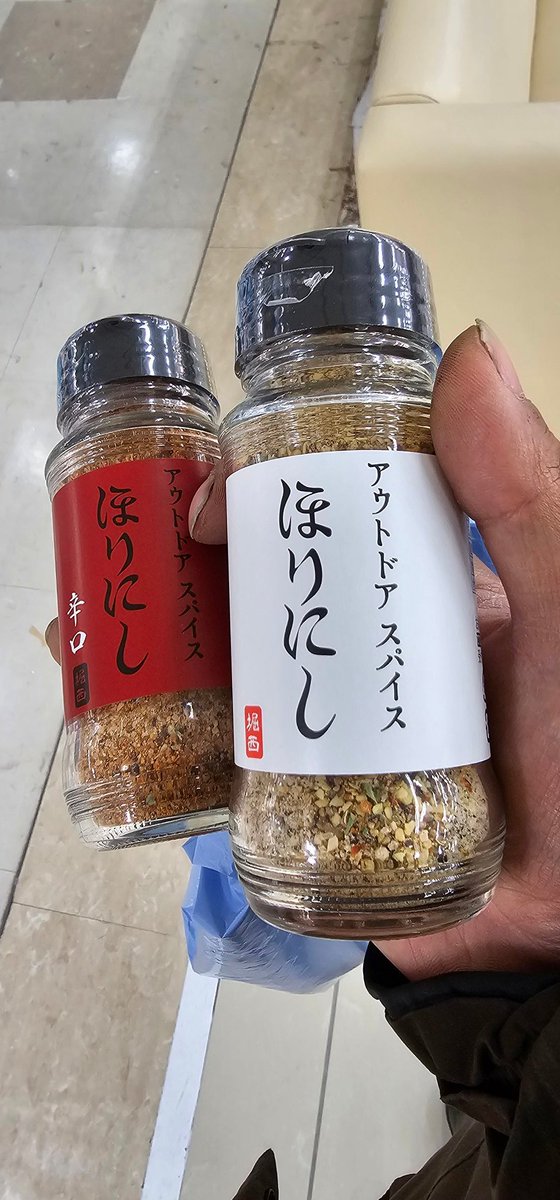 アウトドア スパイス
ほりにし
辛口
堀西
アウトドア スパイス
ほりにし
堀西